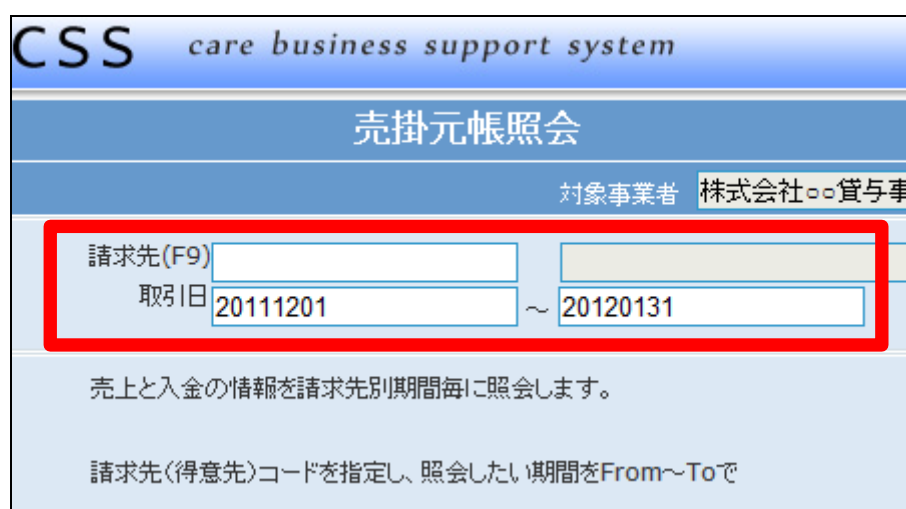 CSS care business support system
売掛元帳照会
対象事業者 株式会社○○貸与事
請求先(F9)
取引日 20111201 ～ 20120131
売上と入金の情報を請求先別期間毎に照会します。
請求先(得意先)コードを指定し、照会したい期間をFrom～Toで